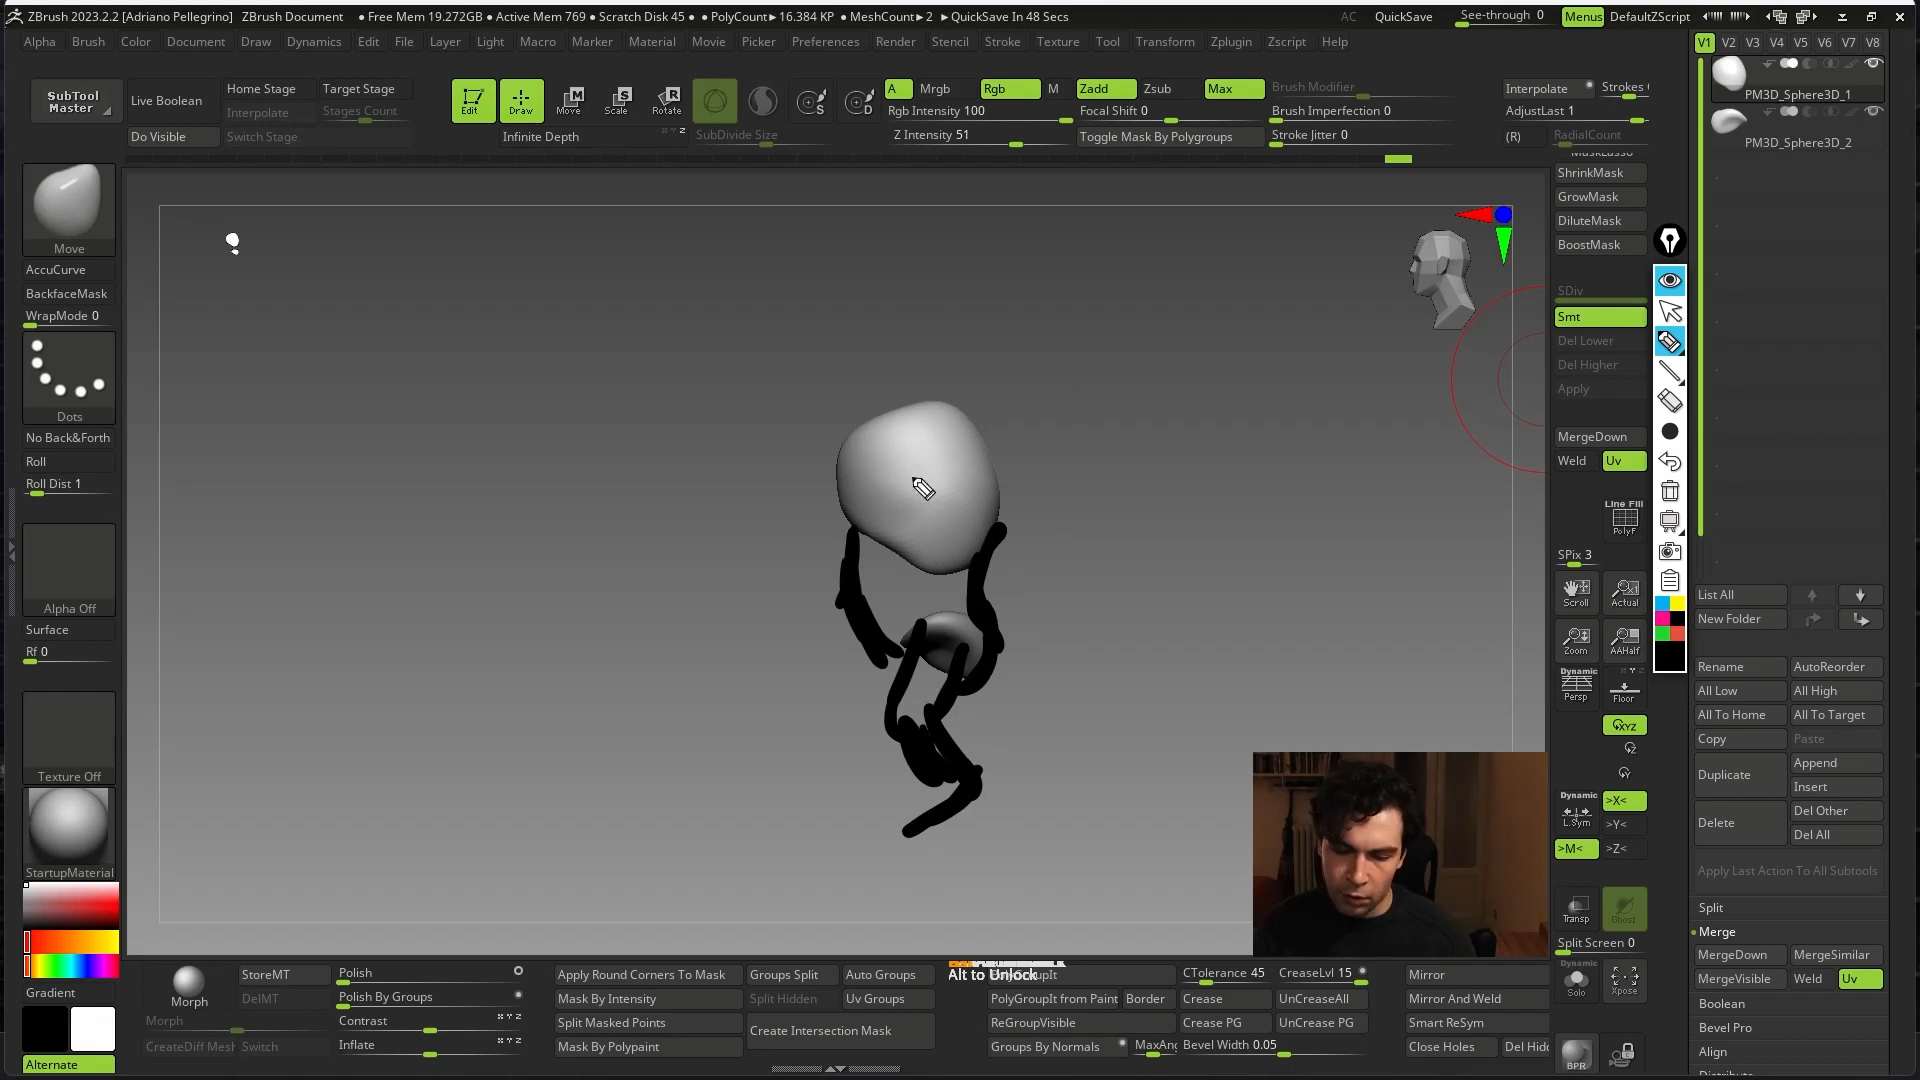 ZBrush 2023.2.2 [Adriano Pellegrino] ZBrush Document ● Free Mem 19.272GB ● Active Mem 769 ● Scratch Disk 45 ● ● PolyCount ▸ 16.384 KP ● MeshCount ▸ 2 ▸ QuickSave In 48 Secs AC QuickSave See-through 0 Menus DefaultZScript
Alpha Brush Color Document Draw Dynamics Edit File Layer Light Macro Marker Material Movie Picker Preferences Render Stencil Stroke Texture Tool Transform Zplugin Zscript Help
V1 V2 V3 V4 V5 V6 V7 V8
SubTool Master
Live Boolean
Do Visible
Home Stage
Target Stage
Interpolate
Stages Count
Switch Stage
Edit
Draw
Move
Scale
Rotate
Infinite Depth
SubDivide Size
A Mrgb Rgb M Zadd Zsub Max Brush Modifier
Rgb Intensity 100 Focal Shift 0 Brush Imperfection 0
Z Intensity 51 Toggle Mask By Polygroups Stroke Jitter 0
Interpolate Strokes
AdjustLast 1
(R) RadialCount
PM3D_Sphere3D_1
PM3D_Sphere3D_2
Move
AccuCurve
BackfaceMask
WrapMode 0
Dots
No Back&Forth
Roll
Roll Dist 1
Alpha Off
Surface
Rf 0
Texture Off
StartupMaterial
Gradient
Alternate
MaskLasso
ShrinkMask
GrowMask
DiluteMask
BoostMask
SDiv
Smt
Del Lower
Del Higher
Apply
MergeDown
Weld Uv
Line Fill
PolyF
SPix 3
Scroll Actual
Zoom AAHalf
Dynamic
Persp Floor
XYZ
Dynamic
L.Sym >X<
>Y<
>M< >Z<
Transp Ghost
Split Screen 0
Dynamic
Solo Xpose
BPR
List All
New Folder
Rename AutoReorder
All Low All High
All To Home All To Target
Copy Paste
Duplicate Append
Insert
Delete Del Other
Del All
Apply Last Action To All Subtools
Split
Merge
MergeDown MergeSimilar
MergeVisible Weld Uv
Boolean
Bevel Pro
Align
Distribute
Morph
StoreMT
DelMT
Morph
CreateDiff Mesh Switch
Polish
Polish By Groups
Contrast
Inflate
Apply Round Corners To Mask
Mask By Intensity
Split Masked Points
Mask By Polypaint
Groups Split Auto Groups
Split Hidden Uv Groups
Create Intersection Mask
Alt to Unlock
PolyGroupIt from Paint Border
ReGroupVisible
Groups By Normals MaxAng
CTolerance 45 CreaseLvl 15
Crease UnCreaseAll
Crease PG UnCrease PG
Bevel Width 0.05
Mirror
Mirror And Weld
Smart ReSym
Close Holes